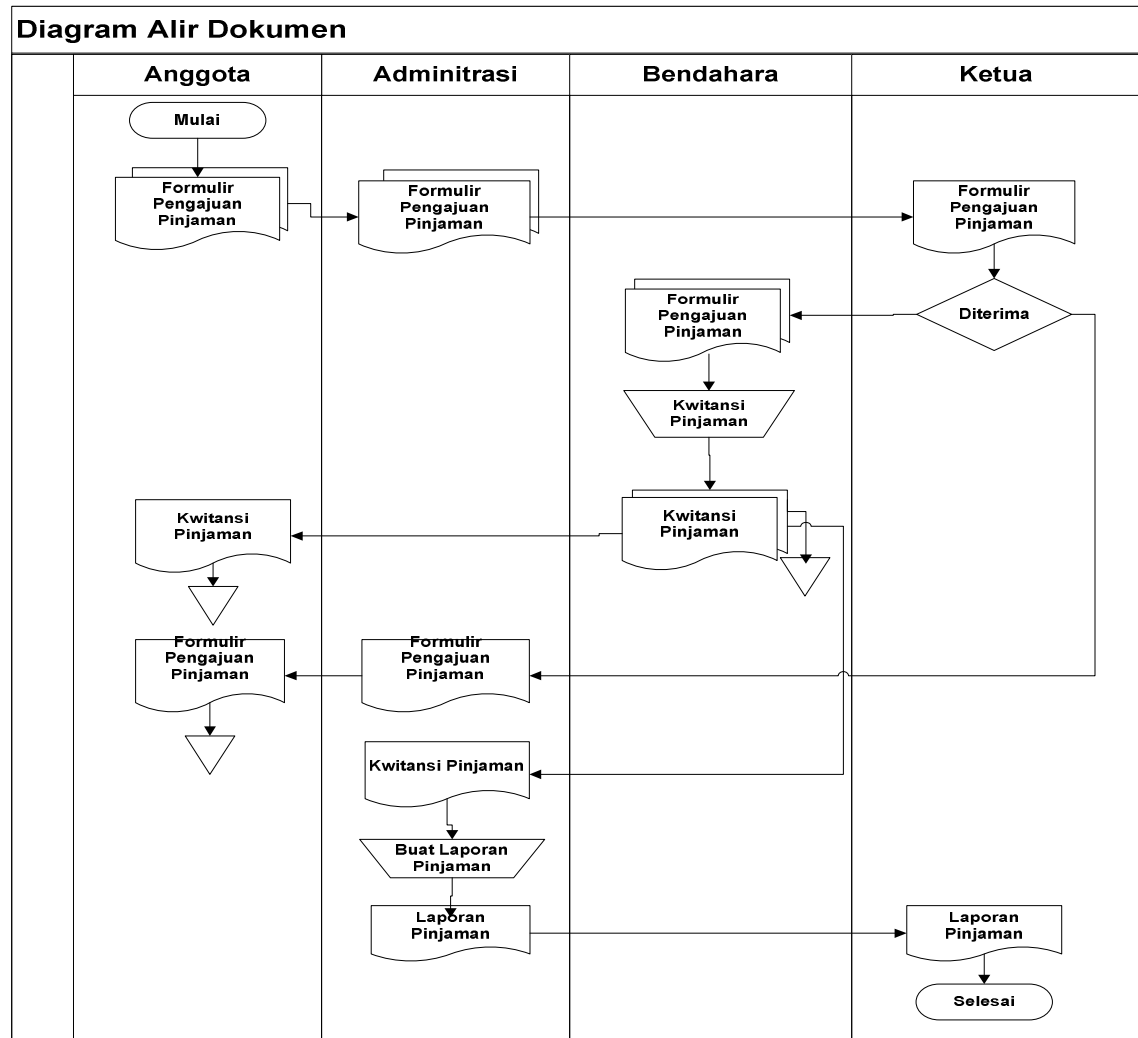 Diagram Alir Dokumen
Anggota
Adminitrasi
Bendahara
Ketua
Mulai
Formulir
Pengajuan
Pinjaman
Formulir
Pengajuan
Pinjaman
Formulir
Pengajuan
Pinjaman
Formulir
Pengajuan
Pinjaman
Diterima
Kwitansi
Pinjaman
Kwitansi
Pinjaman
Kwitansi
Pinjaman
Formulir
Pengajuan
Pinjaman
Formulir
Pengajuan
Pinjaman
Kwitansi Pinjaman
Buat Laporan
Pinjaman
Laporan
Pinjaman
Laporan
Pinjaman
Selesai